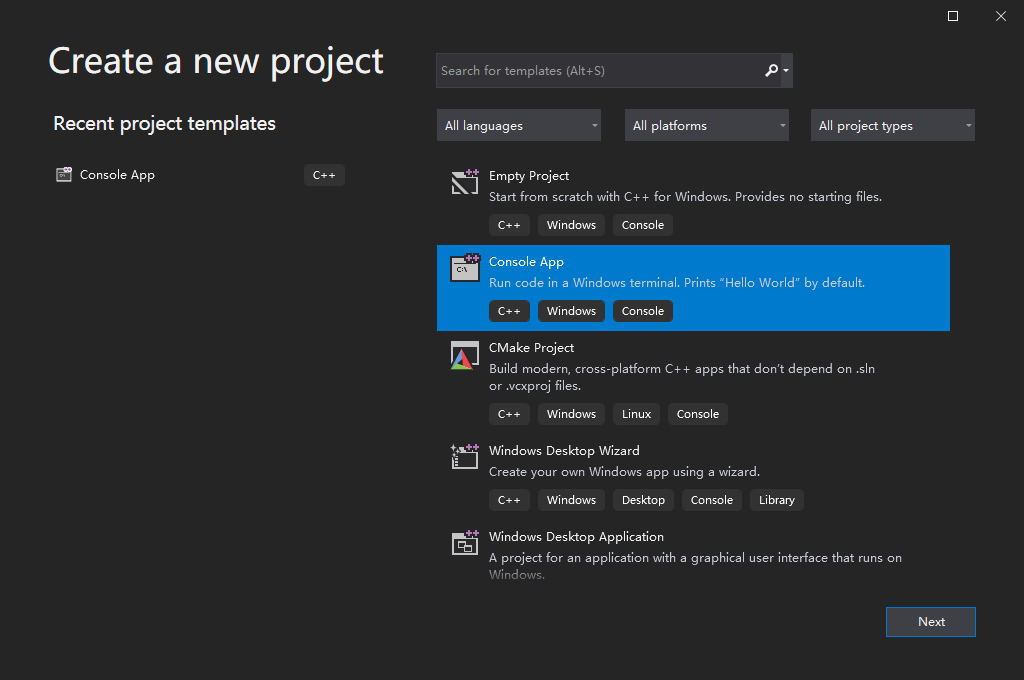 Create a new project
Search for templates (Alt+S)
Recent project templates
All languages
All platforms
All project types
Console App
C++
Empty Project
Start from scratch with C++ for Windows. Provides no starting files.
C++ Windows Console
Console App
Run code in a Windows terminal. Prints "Hello World" by default.
C++ Windows Console
CMake Project
Build modern, cross-platform C++ apps that don't depend on .sln
or .vcxproj files.
C++ Windows Linux Console
Windows Desktop Wizard
Create your own Windows app using a wizard.
C++ Windows Desktop Console Library
Windows Desktop Application
A project for an application with a graphical user interface that runs on
Windows.
Next